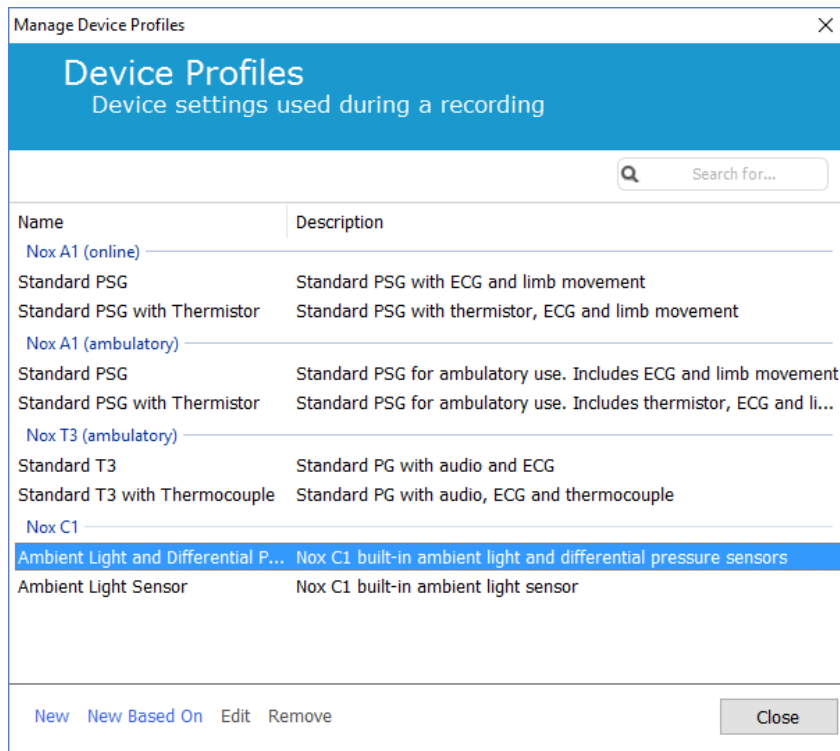 Manage Device Profiles
Device Profiles
Device settings used during a recording
Search for...
Name Description
Nox A1 (online)
Standard PSG Standard PSG with ECG and limb movement
Standard PSG with Thermistor Standard PSG with thermistor, ECG and limb movement
Nox A1 (ambulatory)
Standard PSG Standard PSG for ambulatory use. Includes ECG and limb movement
Standard PSG with Thermistor Standard PSG for ambulatory use. Includes thermistor, ECG and li...
Nox T3 (ambulatory)
Standard T3 Standard PG with audio and ECG
Standard T3 with Thermocouple Standard PG with audio, ECG and thermocouple
Nox C1
Ambient Light and Differential P... Nox C1 built-in ambient light and differential pressure sensors
Ambient Light Sensor Nox C1 built-in ambient light sensor
New New Based On Edit Remove Close